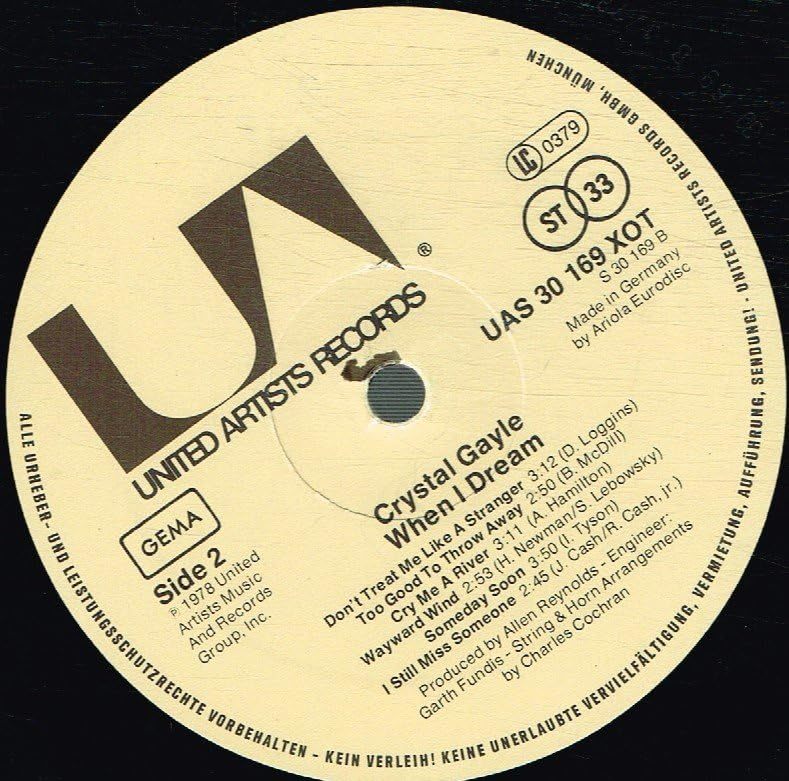 UA
UNITED ARTISTS RECORDS ®
LC 0379
ST 33
UAS 30 169 XOT
S 30 169 B
Made in Germany
by Ariola Eurodisc
GEMA
Side 2
℗ 1978 United
Artists Music
And Records
Group, Inc.
Crystal Gayle
When I Dream
Don't Treat Me Like A Stranger 3:12 (D. Loggins)
Too Good To Throw Away 2:50 (B. McDill)
Cry Me A River 3:11 (A. Hamilton)
Wayward Wind 2:53 (H. Newman/S. Lebowsky)
Someday Soon 3:50 (I. Tyson)
I Still Miss Someone 2:45 (J. Cash/R. Cash, jr.)
Produced by Allen Reynolds - Engineer:
Garth Fundis - String & Horn Arrangements
by Charles Cochran
ALLE URHEBER- UND LEISTUNGSSCHUTZRECHTE VORBEHALTEN - KEIN VERLEIH! KEINE UNERLAUBTE VERVIELFÄLTIGUNG, VERMIETUNG, AUFFÜHRUNG, SENDUNG! - UNITED ARTISTS RECORDS GMBH, MÜNCHEN